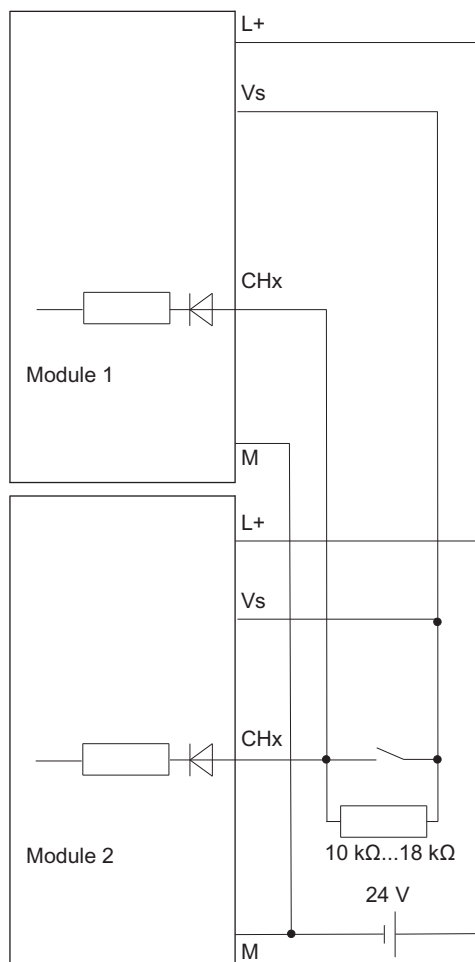 L+
Vs
CHx
Module 1
M
L+
Vs
CHx
10 kΩ...18 kΩ
Module 2
24 V
M